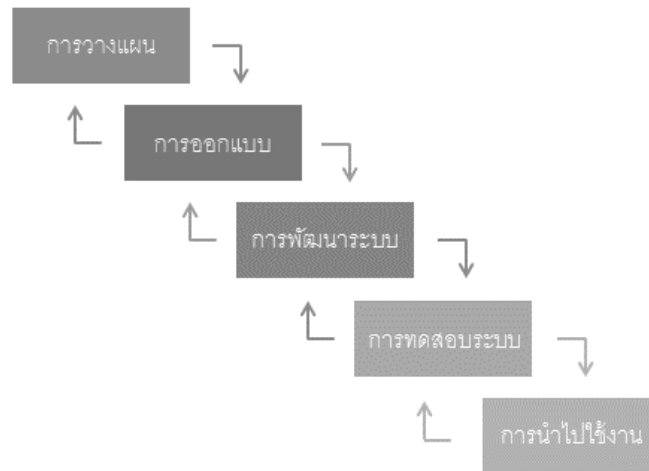 การวางแผน
การออกแบบ
การพัฒนาระบบ
การทดสอบระบบ
การนำไปใช้งาน